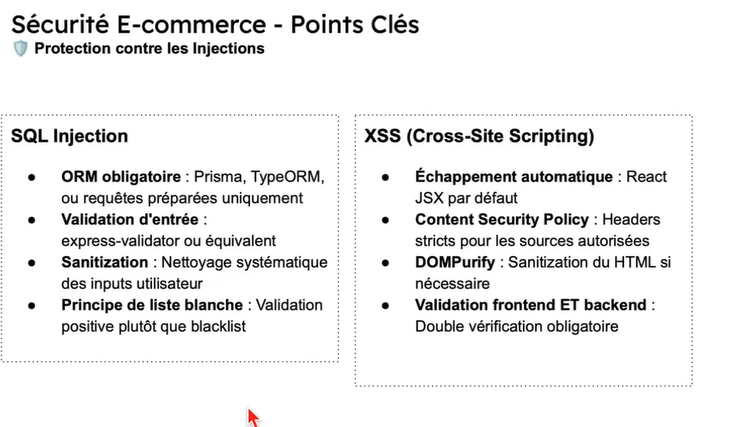 Sécurité E-commerce - Points Clés
🛡️ Protection contre les Injections
SQL Injection
● ORM obligatoire : Prisma, TypeORM,
ou requêtes préparées uniquement
● Validation d'entrée :
express-validator ou équivalent
● Sanitization : Nettoyage systématique
des inputs utilisateur
● Principe de liste blanche : Validation
positive plutôt que blacklist
XSS (Cross-Site Scripting)
● Échappement automatique : React
JSX par défaut
● Content Security Policy : Headers
stricts pour les sources autorisées
● DOMPurify : Sanitization du HTML si
nécessaire
● Validation frontend ET backend :
Double vérification obligatoire